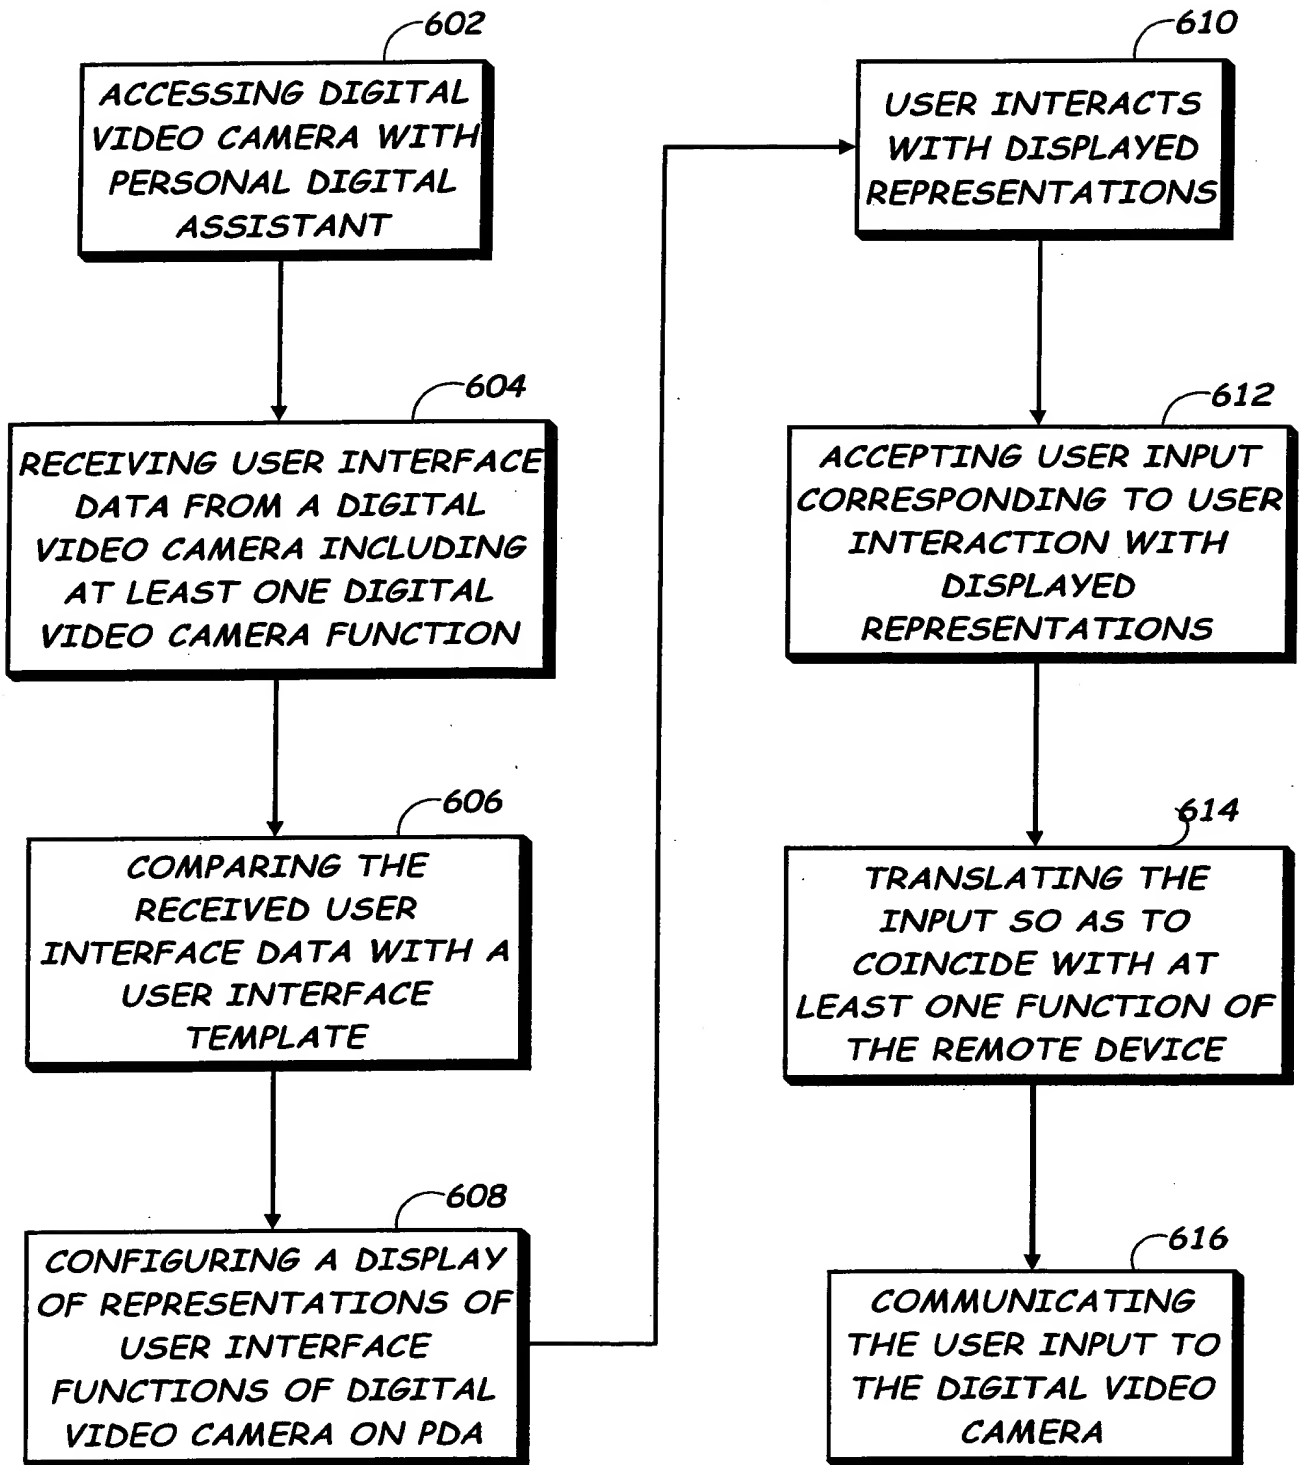 602
ACCESSING DIGITAL
VIDEO CAMERA WITH
PERSONAL DIGITAL
ASSISTANT
604
RECEIVING USER INTERFACE
DATA FROM A DIGITAL
VIDEO CAMERA INCLUDING
AT LEAST ONE DIGITAL
VIDEO CAMERA FUNCTION
606
COMPARING THE
RECEIVED USER
INTERFACE DATA WITH A
USER INTERFACE
TEMPLATE
608
CONFIGURING A DISPLAY
OF REPRESENTATIONS OF
USER INTERFACE
FUNCTIONS OF DIGITAL
VIDEO CAMERA ON PDA
610
USER INTERACTS
WITH DISPLAYED
REPRESENTATIONS
612
ACCEPTING USER INPUT
CORRESPONDING TO USER
INTERACTION WITH
DISPLAYED
REPRESENTATIONS
614
TRANSLATING THE
INPUT SO AS TO
COINCIDE WITH AT
LEAST ONE FUNCTION OF
THE REMOTE DEVICE
616
COMMUNICATING
THE USER INPUT TO
THE DIGITAL VIDEO
CAMERA